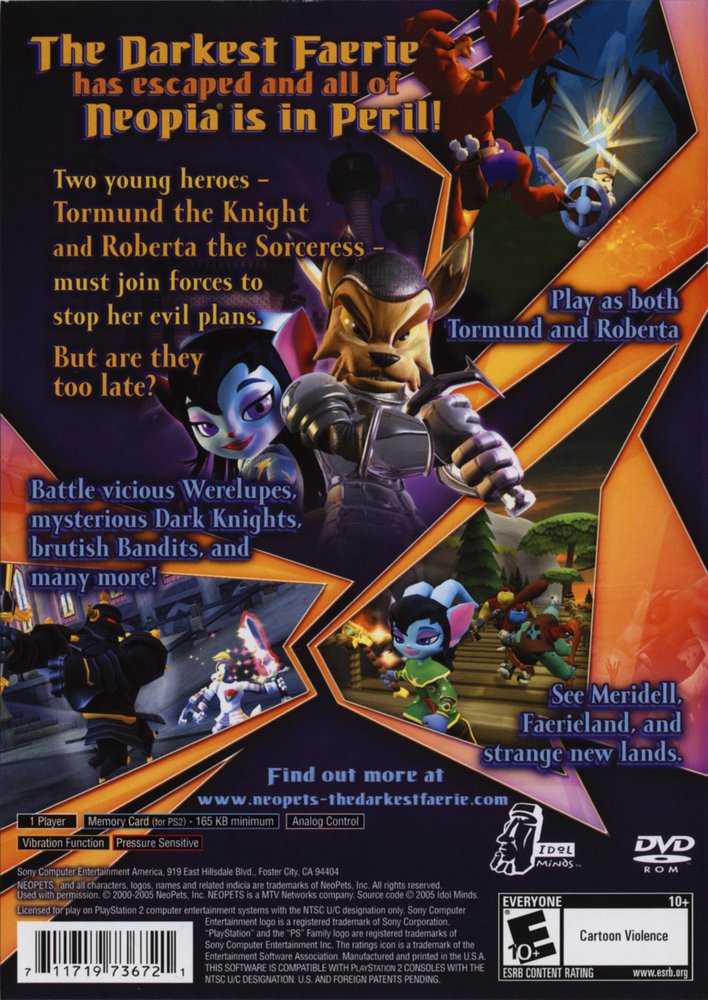 The Darkest Faerie
has escaped and all of
Neopia® is in Peril!
Two young heroes –
Tormund the Knight
and Roberta the Sorceress –
must join forces to
stop her evil plans.
But are they
too late?
Play as both
Tormund and Roberta
Battle vicious Werelupes,
mysterious Dark Knights,
brutish Bandits, and
many more!
See Meridell,
Faerieland, and
strange new lands.
Find out more at
www.neopets-thedarkestfaerie.com
1 Player
Memory Card (for PS2) - 165 KB minimum
Analog Control
Vibration Function
Pressure Sensitive
IDOL
MINDS
DVD
ROM
Sony Computer Entertainment America, 919 East Hillsdale Blvd., Foster City, CA 94404
NEOPETS, and all characters, logos, names and related indicia are trademarks of NeoPets, Inc. All rights reserved.
Used with permission. © 2000-2005 NeoPets, Inc. NEOPETS is a MTV Networks company. Source code © 2005 Idol Minds.
Licensed for play on PlayStation 2 computer entertainment systems with the NTSC U/C designation only. Sony Computer
Entertainment logo is a registered trademark of Sony Corporation.
"PlayStation" and the "PS" Family logo are registered trademarks of
Sony Computer Entertainment Inc. The ratings icon is a trademark of the
Entertainment Software Association. Manufactured and printed in the U.S.A.
THIS SOFTWARE IS COMPATIBLE WITH PLAYSTATION 2 CONSOLES WITH THE
NTSC U/C DESIGNATION. U.S. AND FOREIGN PATENTS PENDING.
7 11719 73672 1
EVERYONE 10+
E
10+
Cartoon Violence
ESRB CONTENT RATING www.esrb.org